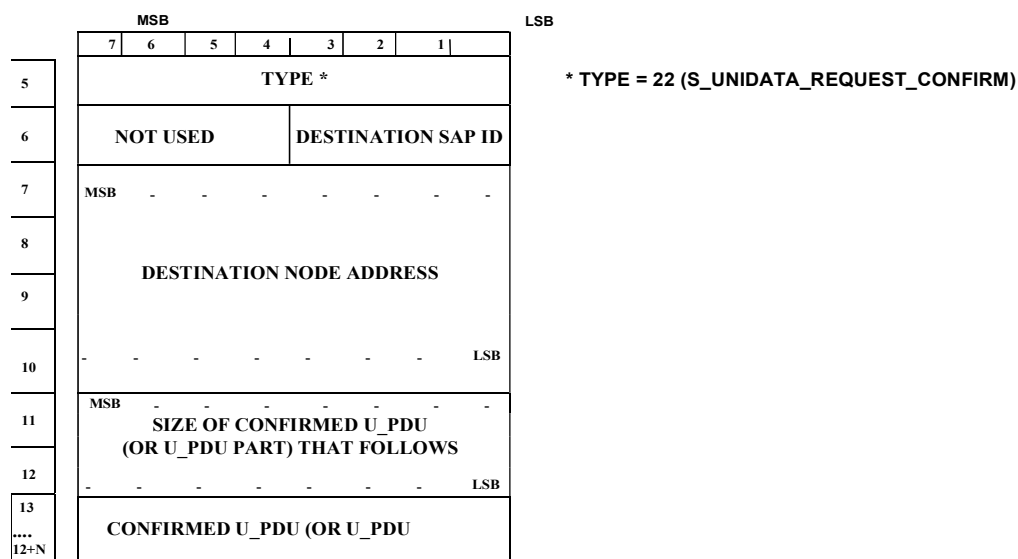 MSB LSB
7 6 5 4 3 2 1
5 TYPE * * TYPE = 22 (S_UNIDATA_REQUEST_CONFIRM)
6 NOT USED DESTINATION SAP ID
7 MSB - - - - - - -
8
DESTINATION NODE ADDRESS
9
- - - - - - - LSB
10
MSB - - - - - - -
11 SIZE OF CONFIRMED U_PDU
(OR U_PDU PART) THAT FOLLOWS
12
- - - - - - - LSB
13
CONFIRMED U_PDU (OR U_PDU
....
12+N